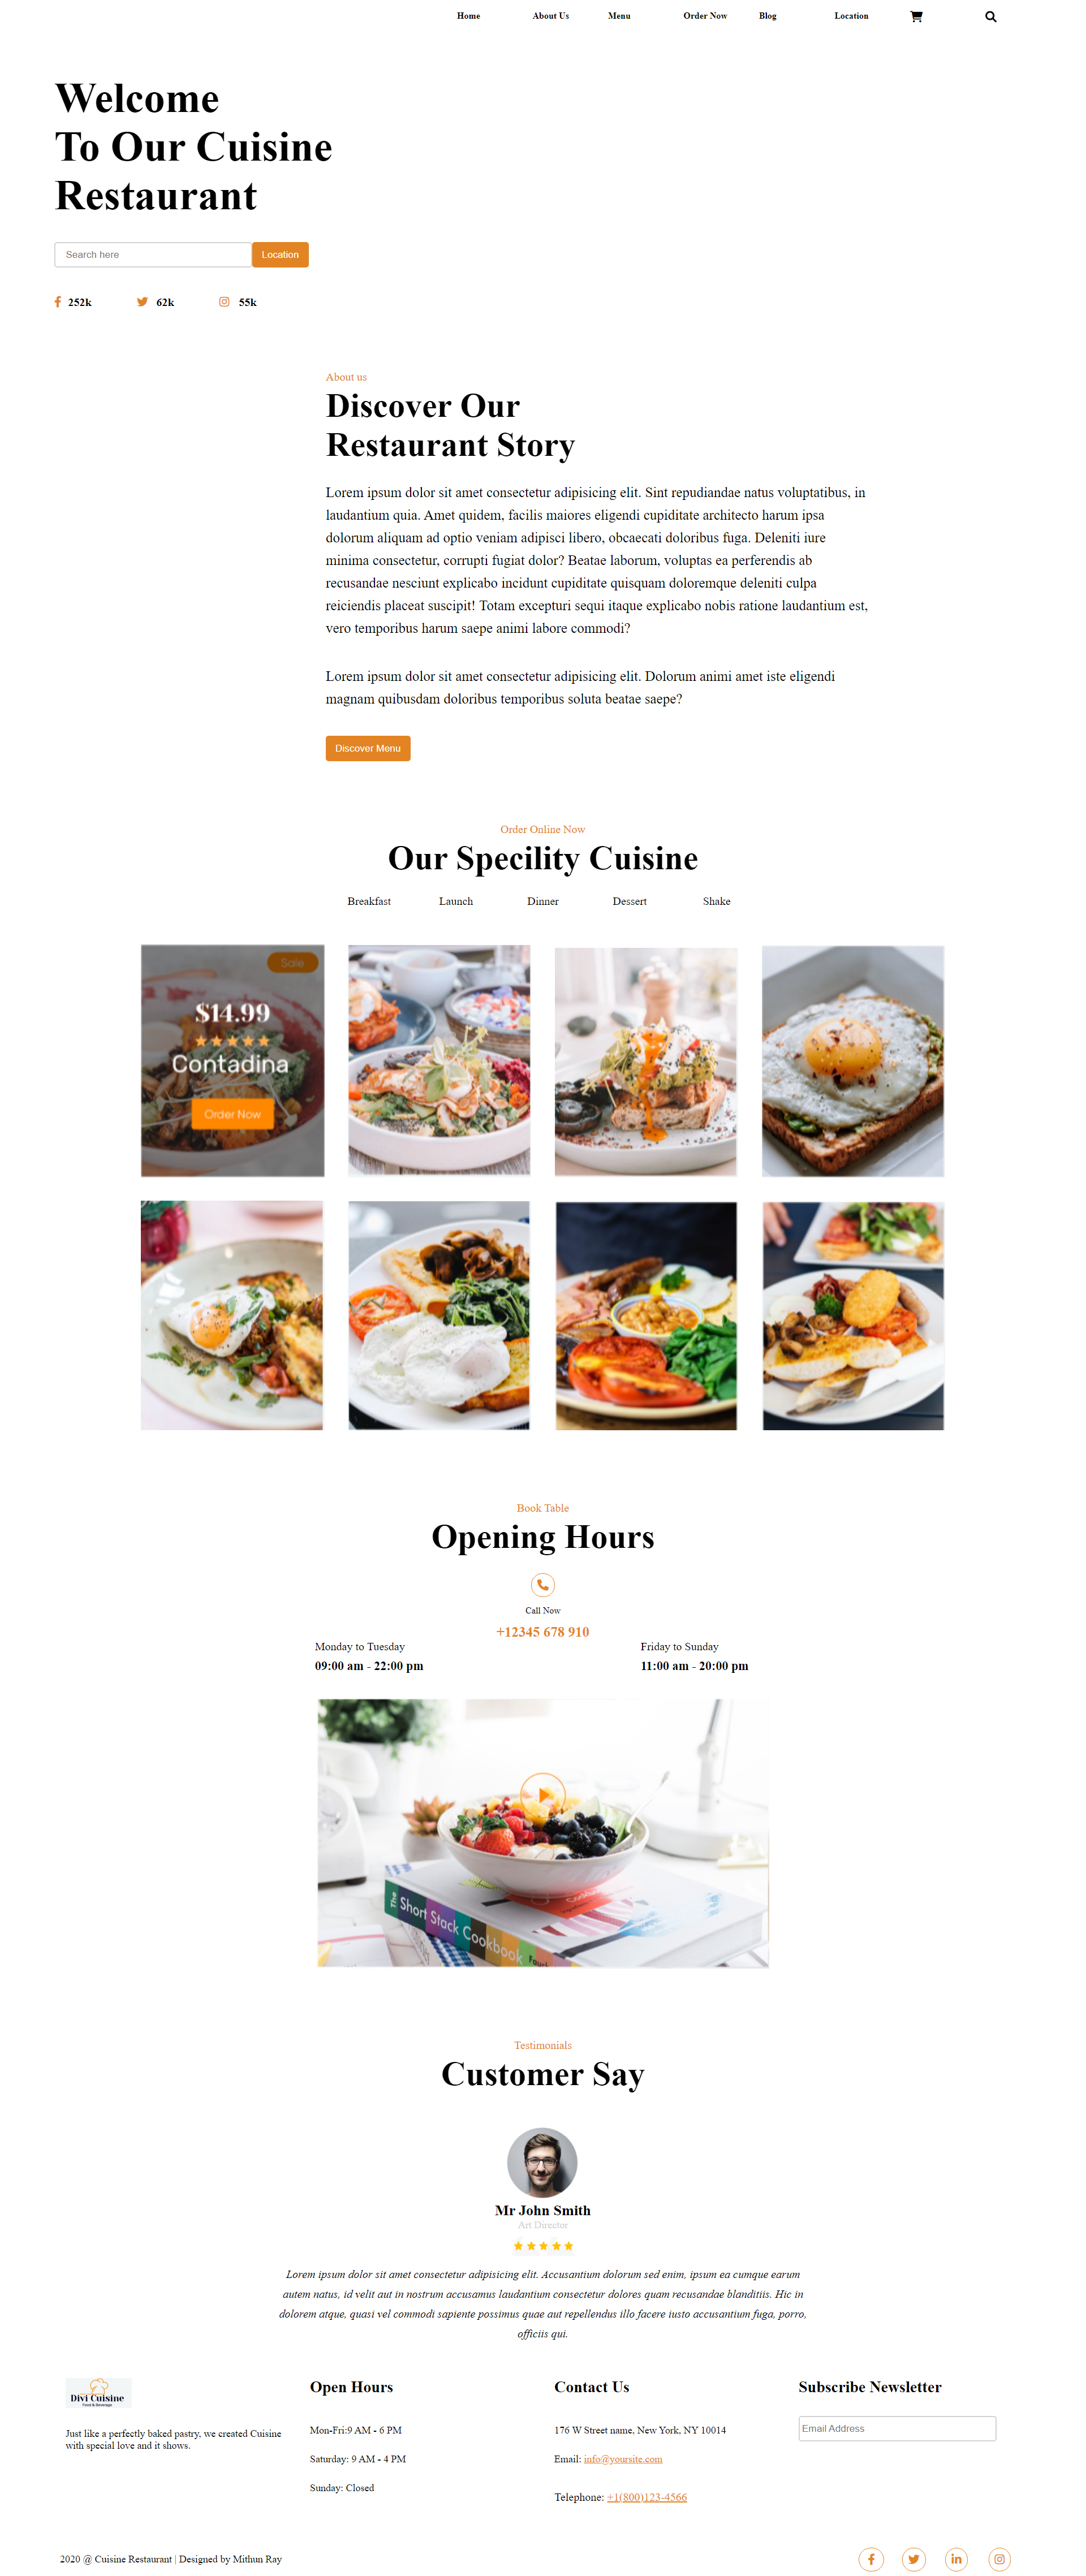 Home About Us Menu Order Now Blog Location
Welcome
To Our Cuisine
Restaurant
Search here Location
252k 62k 55k
About us
Discover Our
Restaurant Story
Lorem ipsum dolor sit amet consectetur adipisicing elit. Sint repudiandae natus voluptatibus, in
laudantium quia. Amet quidem, facilis maiores eligendi cupiditate architecto harum ipsa
dolorum aliquam ad optio veniam adipisci libero, obcaecati doloribus fuga. Deleniti iure
minima consectetur, corrupti fugiat dolor? Beatae laborum, voluptas ea perferendis ab
recusandae nesciunt explicabo incidunt cupiditate quisquam doloremque deleniti culpa
reiciendis placeat suscipit! Totam excepturi sequi itaque explicabo nobis ratione laudantium est,
vero temporibus harum saepe animi labore commodi?
Lorem ipsum dolor sit amet consectetur adipisicing elit. Dolorum animi amet iste eligendi
magnam quibusdam doloribus temporibus soluta beatae saepe?
Discover Menu
Order Online Now
Our Specility Cuisine
Breakfast Launch Dinner Dessert Shake
Sale
$14.99
Contadina
Order Now
Book Table
Opening Hours
Call Now
+12345 678 910
Monday to Tuesday
09:00 am - 22:00 pm
Friday to Sunday
11:00 am - 20:00 pm
The Short Stack Cookbook
Testimonials
Customer Say
Mr John Smith
Art Director
Lorem ipsum dolor sit amet consectetur adipisicing elit. Accusantium dolorum sed enim, ipsum ea cumque earum
autem natus, id velit aut in nostrum accusamus laudantium consectetur dolores quam recusandae blanditiis. Hic in
dolorem atque, quasi vel commodi sapiente possimus quae aut repellendus illo facere iusto accusantium fuga, porro,
officiis qui.
Divi Cuisine
Food & Beverage
Just like a perfectly baked pastry, we created Cuisine
with special love and it shows.
Open Hours
Mon-Fri:9 AM - 6 PM
Saturday: 9 AM - 4 PM
Sunday: Closed
Contact Us
176 W Street name, New York, NY 10014
Email: info@yoursite.com
Telephone: +1(800)123-4566
Subscribe Newsletter
Email Address
2020 @ Cuisine Restaurant | Designed by Mithun Ray